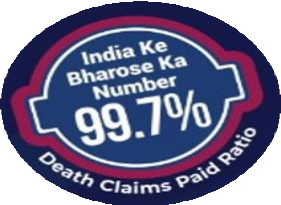 India Ke
Bharose Ka
Number
99.7%
Death Claims Paid Ratio